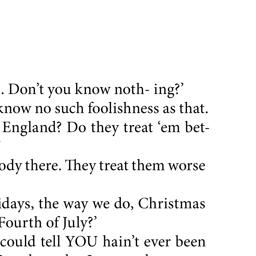 . Don’t you know noth- ing?’
know no such foolishness as that.
England? Do they treat ‘em bet-
ody there. They treat them worse
idays, the way we do, Christmas
Fourth of July?’
could tell YOU hain’t ever been